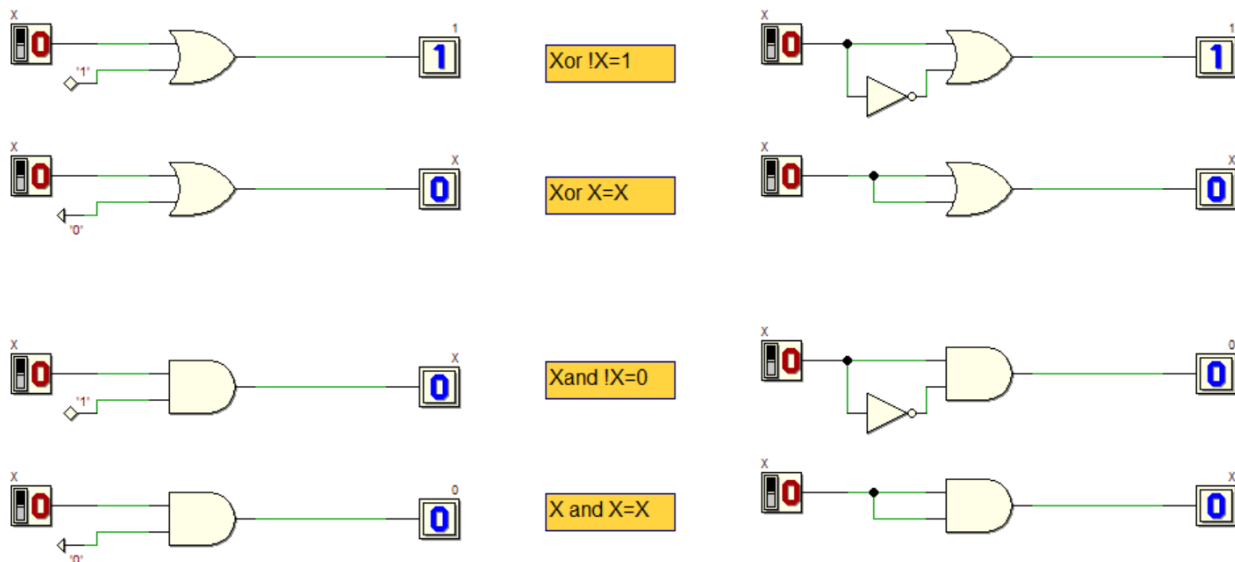 X 1 X 1
0 1 Xor !X=1 0 1
'1'
X X X X
0 0 Xor X=X 0 0
'0'
X X X 0
0 0 Xand !X=0 0 0
'1'
X 0 X X
0 0 X and X=X 0 0
'0'